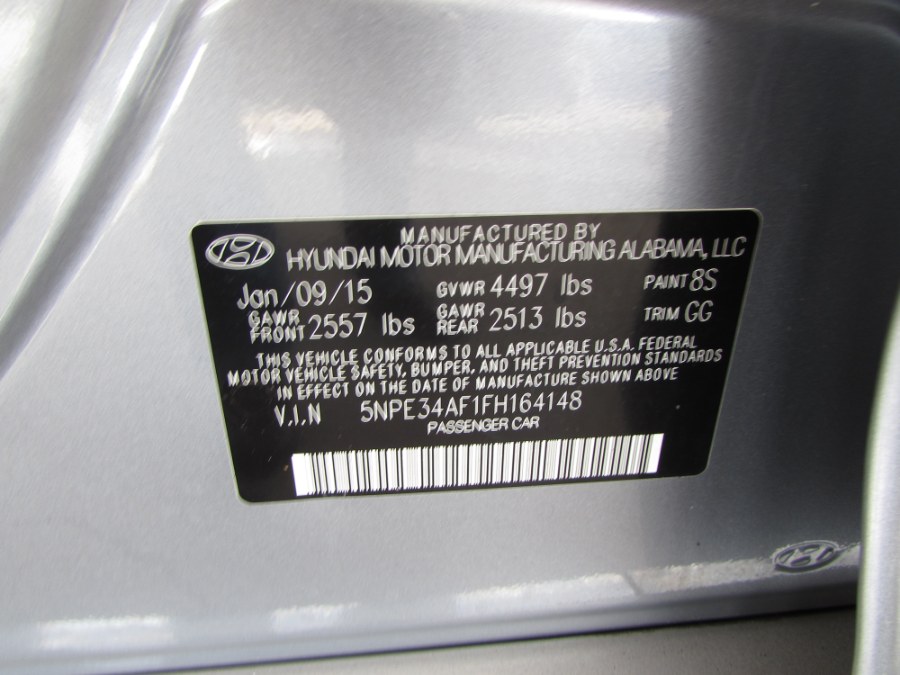 MANUFACTURED BY
HYUNDAI MOTOR MANUFACTURING ALABAMA, LLC
Jan/09/15 GVWR 4497 lbs PAINT 8S
GAWR FRONT 2557 lbs GAWR REAR 2513 lbs TRIM GG
THIS VEHICLE CONFORMS TO ALL APPLICABLE U.S.A. FEDERAL
MOTOR VEHICLE SAFETY, BUMPER, AND THEFT PREVENTION STANDARDS
IN EFFECT ON THE DATE OF MANUFACTURE SHOWN ABOVE
V.I.N 5NPE34AF1FH164148
PASSENGER CAR